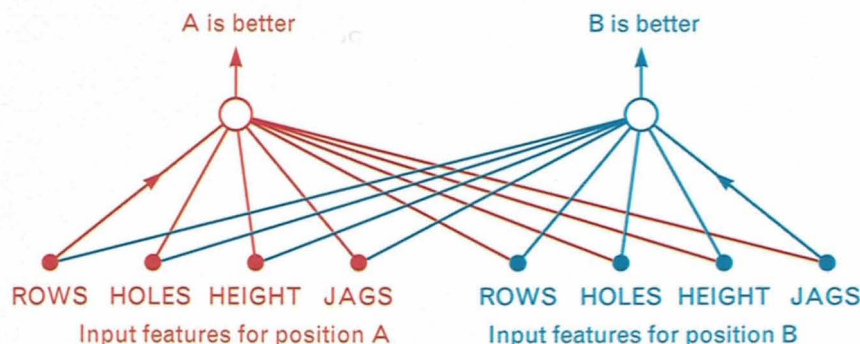 A is better
B is better
ROWS HOLES HEIGHT JAGS
ROWS HOLES HEIGHT JAGS
Input features for position A
Input features for position B